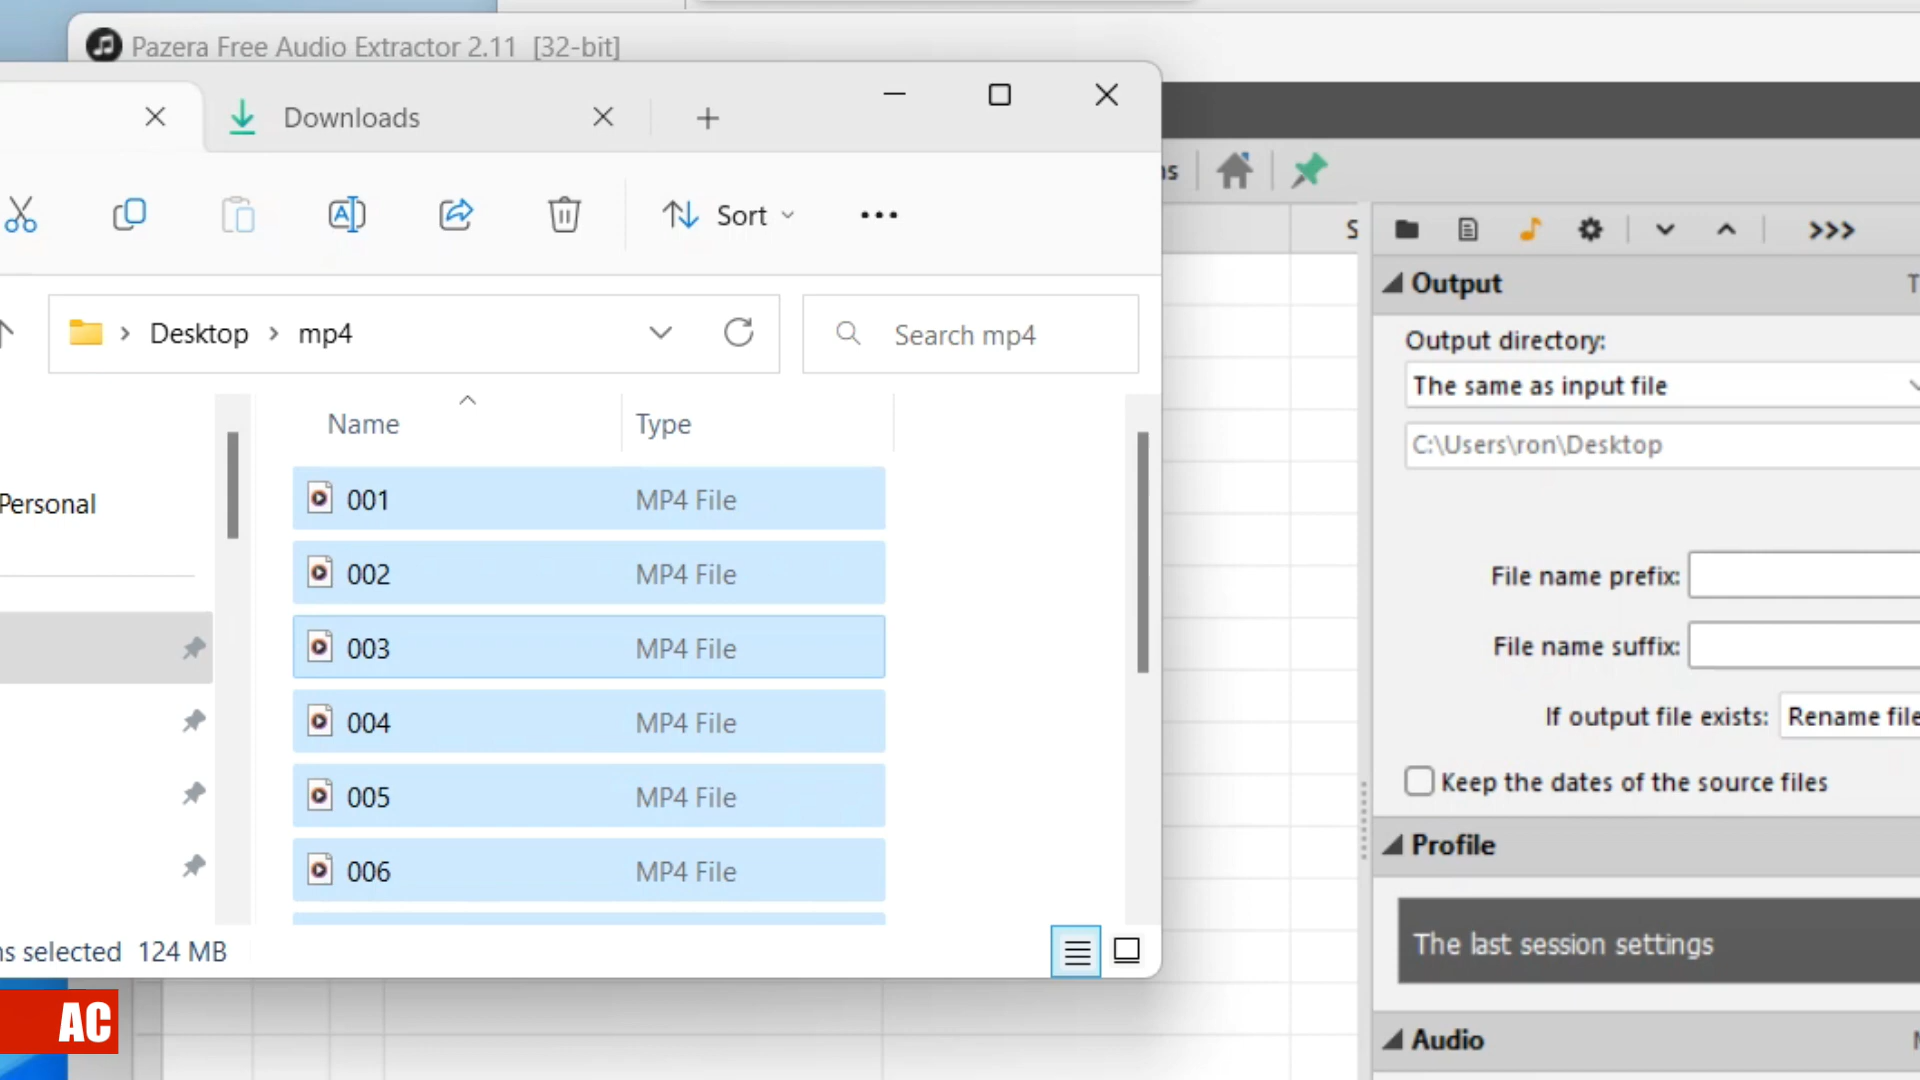 Pazera Free Audio Extractor 2.11 [32-bit]
Downloads
Sort
Desktop
mp4
Search mp4
Name
Type
001 MP4 File
002 MP4 File
003 MP4 File
004 MP4 File
005 MP4 File
006 MP4 File
Personal
selected 124 MB
AC
Output
Output directory:
The same as input file
C:\Users\ron\Desktop
File name prefix:
File name suffix:
If output file exists: Rename file
Keep the dates of the source files
Profile
The last session settings
Audio